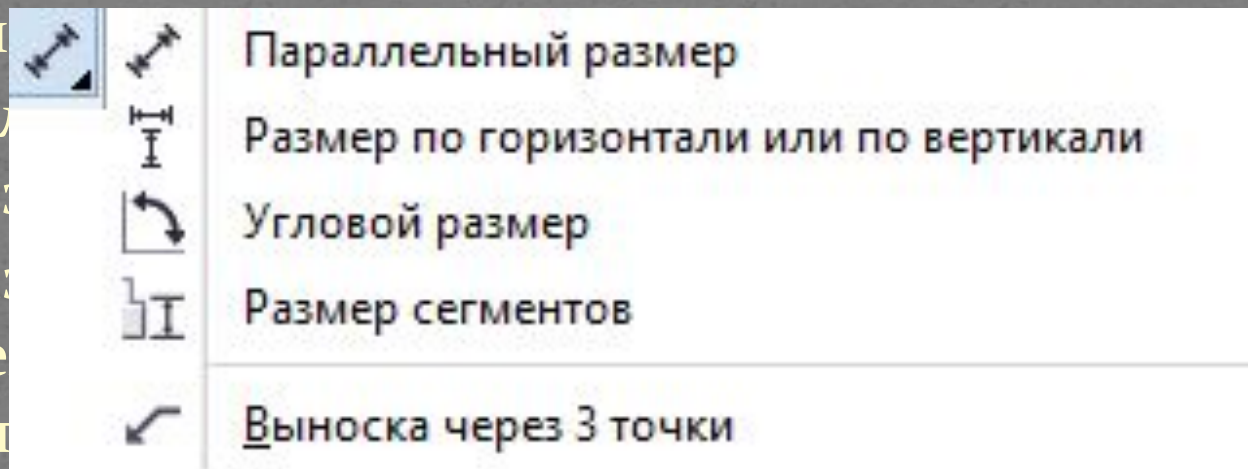 Параллельный размер
Размер по горизонтали или по вертикали
Угловой размер
Размер сегментов
Выноска через 3 точки